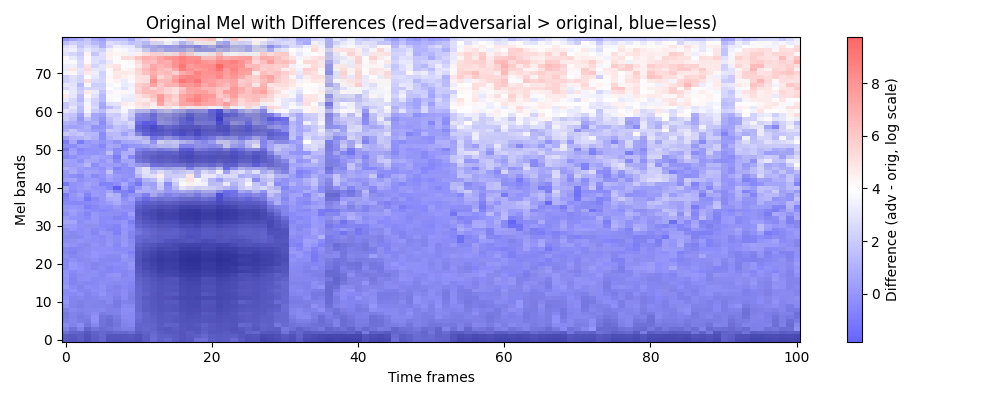 Original Mel with Differences (red=adversarial > original, blue=less)
70
60
50
40
30
20
10
0
Mel bands
0 20 40 60 80 100
Time frames
8
6
4
2
0
Difference (adv - orig, log scale)